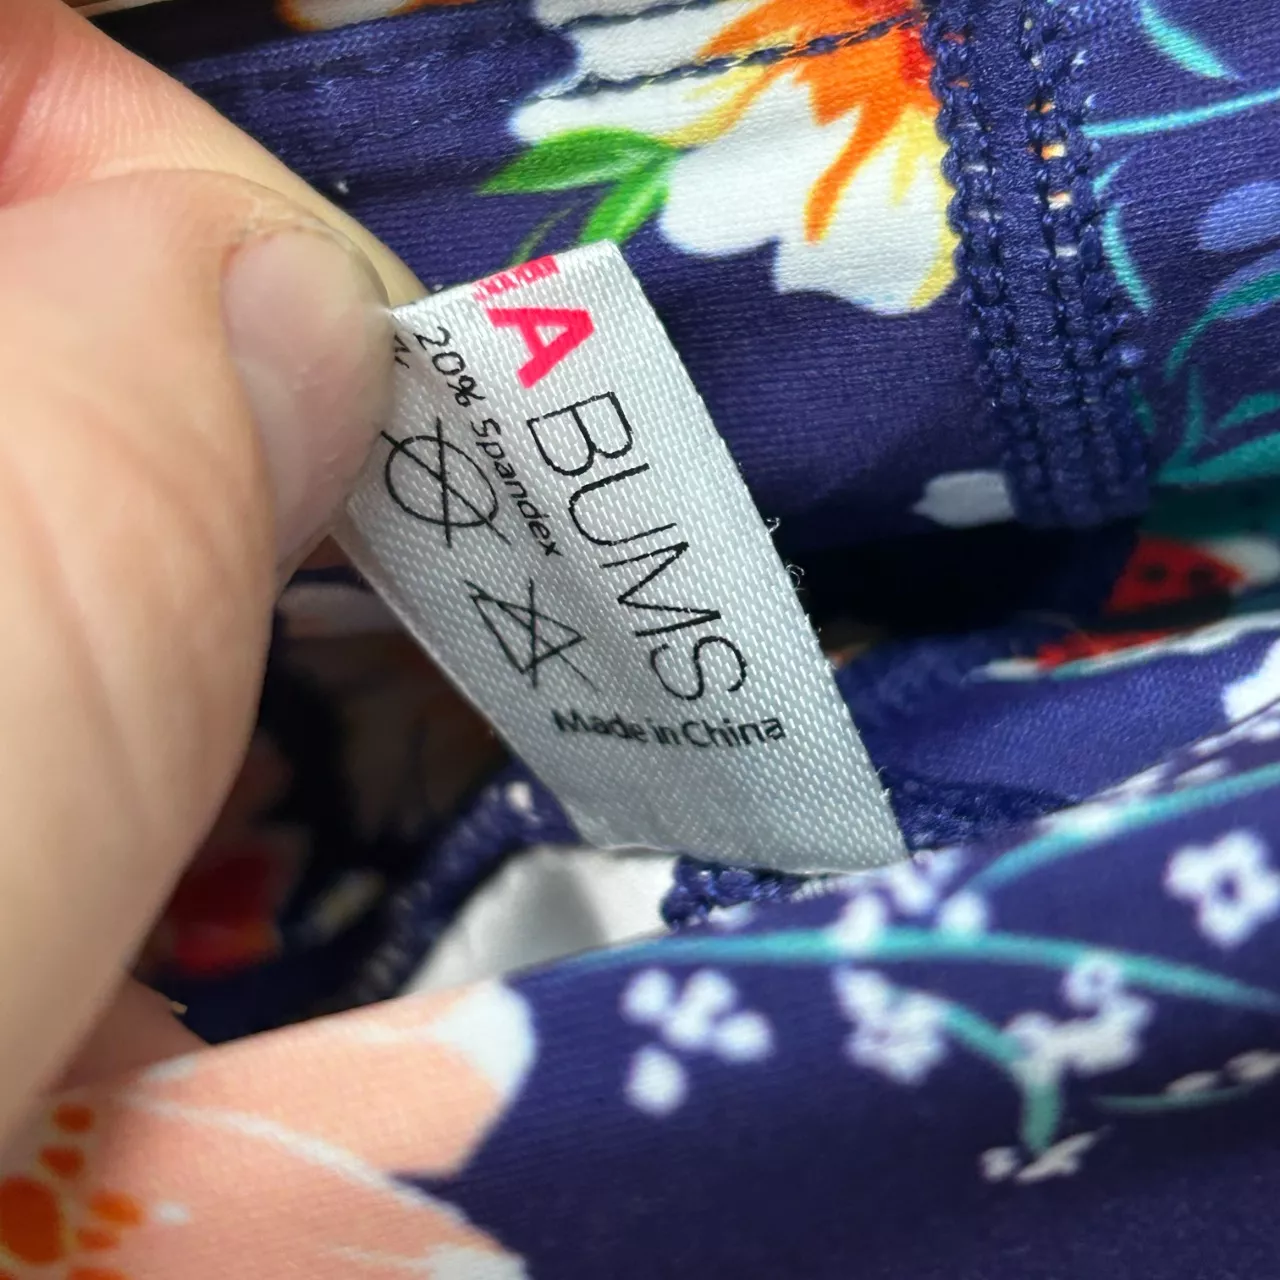 A BUMS
20% Spandex
Made in China